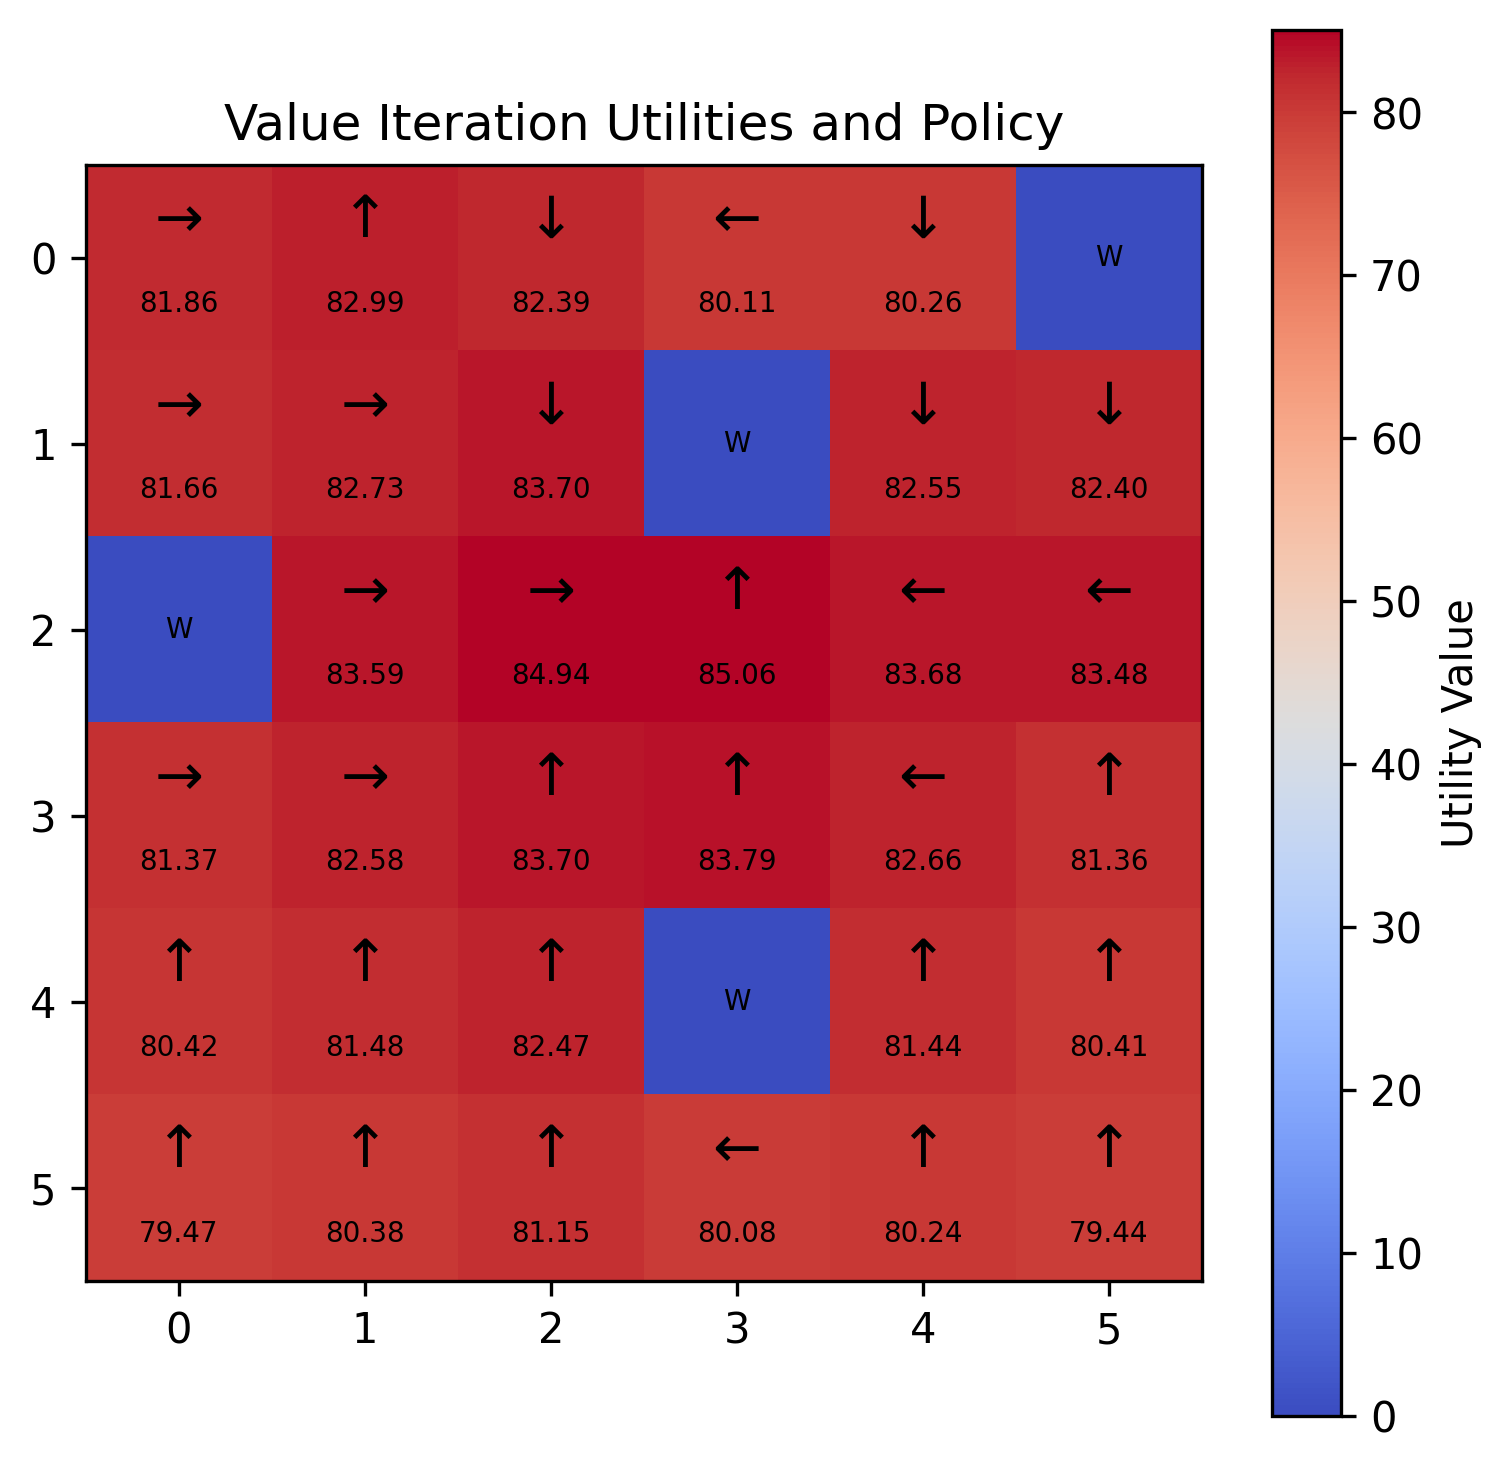 Value Iteration Utilities and Policy
→ ↑ ↓ ← ↓
0 W
81.86 82.99 82.39 80.11 80.26
→ → ↓ ↓ ↓
1 W
81.66 82.73 83.70 82.55 82.40
→ → ↑ ← ←
2 W
83.59 84.94 85.06 83.68 83.48
→ → ↑ ↑ ← ↑
3
81.37 82.58 83.70 83.79 82.66 81.36
↑ ↑ ↑ ↑ ↑
4 W
80.42 81.48 82.47 81.44 80.41
↑ ↑ ↑ ← ↑ ↑
5
79.47 80.38 81.15 80.08 80.24 79.44
0 1 2 3 4 5
80
70
60
50
40
30
20
10
0
Utility Value